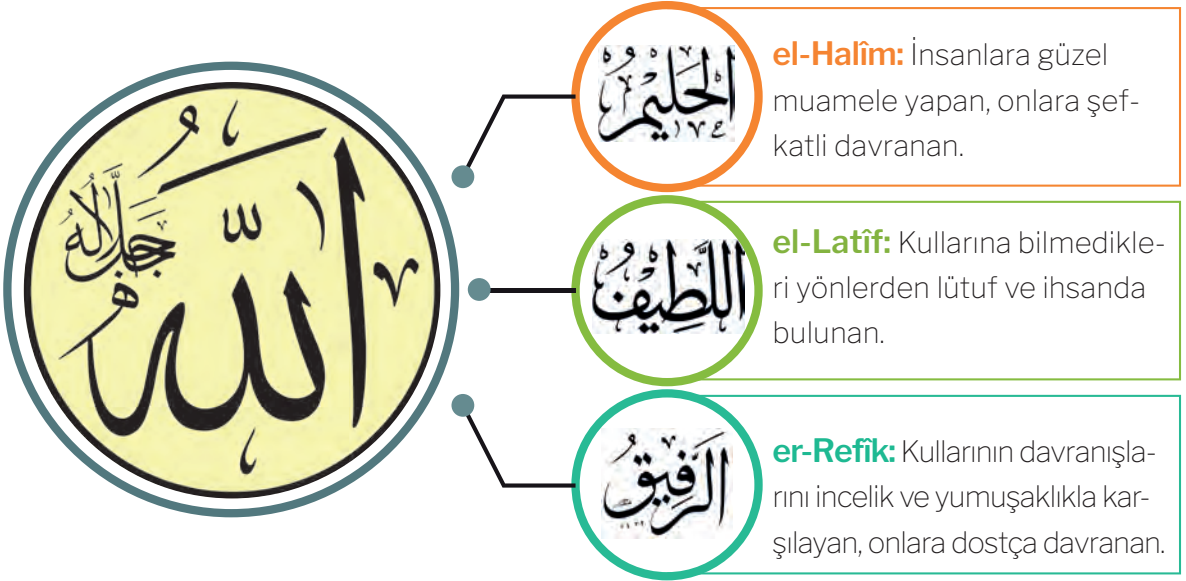 الله
جل جلاله
الحليم
١٧٤
el-Halîm: İnsanlara güzel
muamele yapan, onlara şef-
katli davranan.
اللطيف
el-Latîf: Kullarına bilmedikle-
ri yönlerden lütuf ve ihsanda
bulunan.
الرفيق
er-Refîk: Kullarının davranışla-
rını incelik ve yumuşaklıkla kar-
şılayan, onlara dostça davranan.